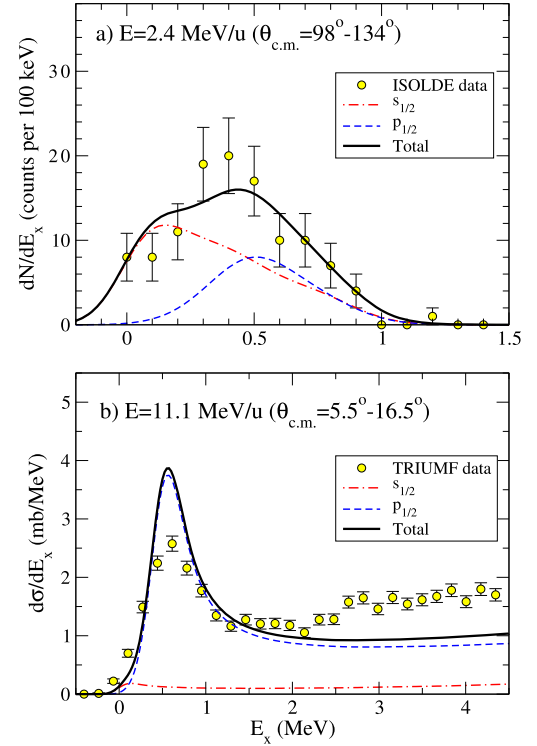 a) E=2.4 MeV/u (θc.m.=98°-134°)
30
20
10
0
dN/dEx (counts per 100 keV)
ISOLDE data
s1/2
p1/2
Total
0 0.5 1 1.5
b) E=11.1 MeV/u (θc.m.=5.5°-16.5°)
5
4
3
2
1
0
dσ/dEx (mb/MeV)
TRIUMF data
s1/2
p1/2
Total
0 1 2 3 4
Ex (MeV)